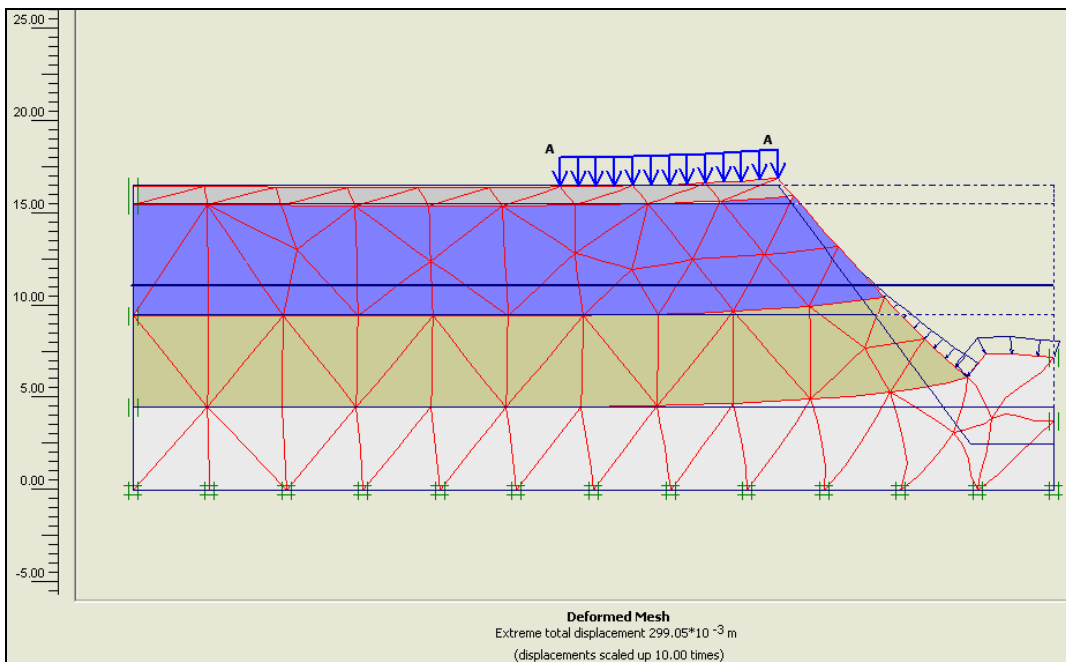 25.00
20.00
A A
15.00
10.00
5.00
0.00
-5.00
Deformed Mesh
Extreme total displacement 299.05*10 -3 m
(displacements scaled up 10.00 times)